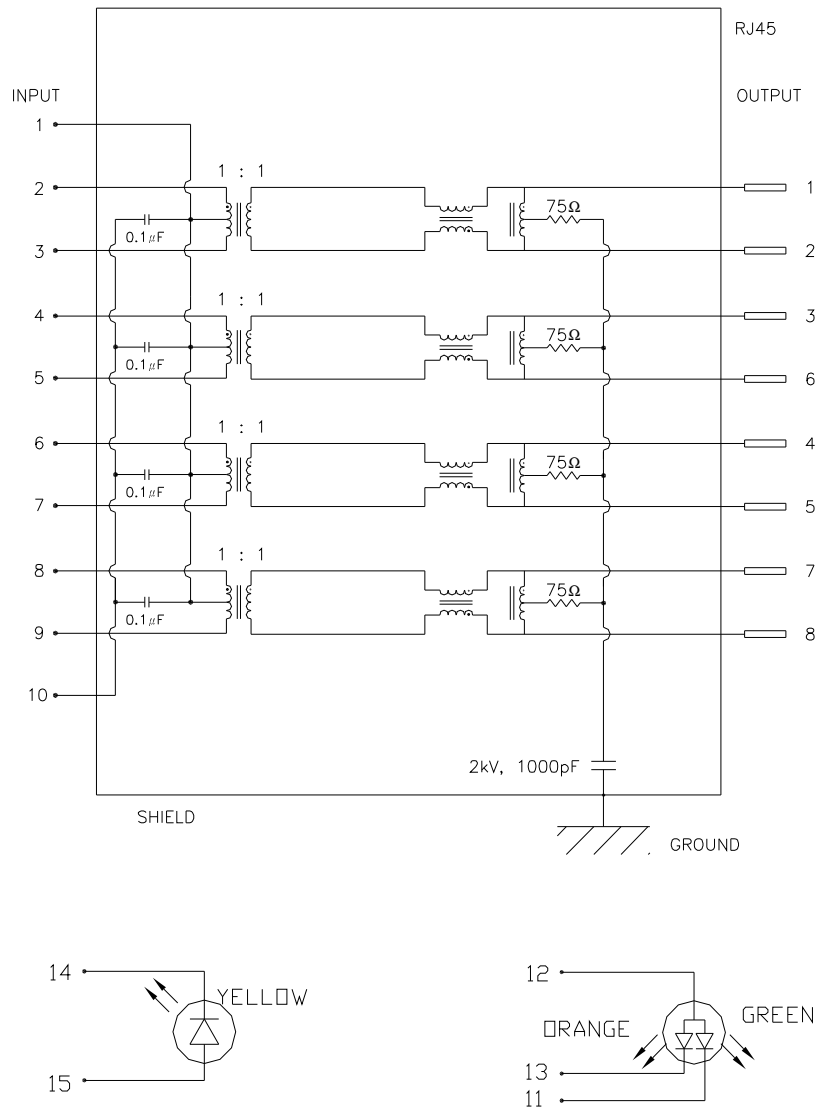 RJ45
INPUT
OUTPUT
1
1 : 1
2
1
75Ω
0.1μF
3
2
1 : 1
4
3
75Ω
0.1μF
5
6
1 : 1
6
4
75Ω
0.1μF
7
5
1 : 1
8
7
75Ω
0.1μF
9
8
10
2kV, 1000pF
SHIELD
GROUND
14
12
YELLOW
GREEN
ORANGE
13
15
11